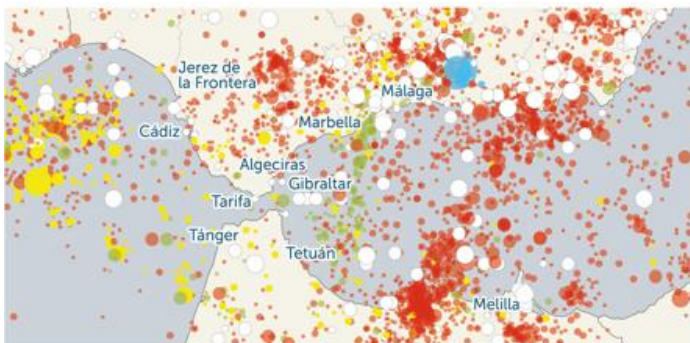 Jerez de
la Frontera
Málaga
Marbella
Cádiz
Algeciras
Gibraltar
Tarifa
Tánger
Tetuán
Melilla